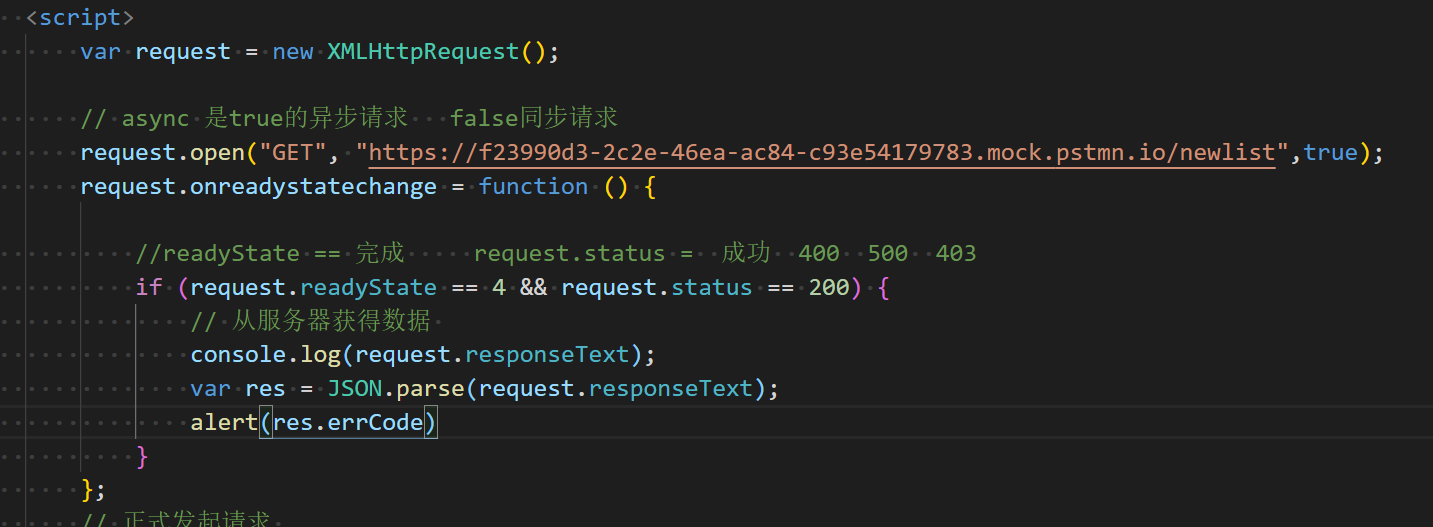 <script>
var request = new XMLHttpRequest();
// async 是true的异步请求   false同步请求
request.open("GET", "https://f23990d3-2c2e-46ea-ac84-c93e54179783.mock.pstmn.io/newlist",true);
request.onreadystatechange = function () {
//readyState == 完成     request.status =  成功  400  500  403
if (request.readyState == 4 && request.status == 200) {
// 从服务器获得数据
console.log(request.responseText);
var res = JSON.parse(request.responseText);
alert(res.errCode)
}
};
// 正式发起请求